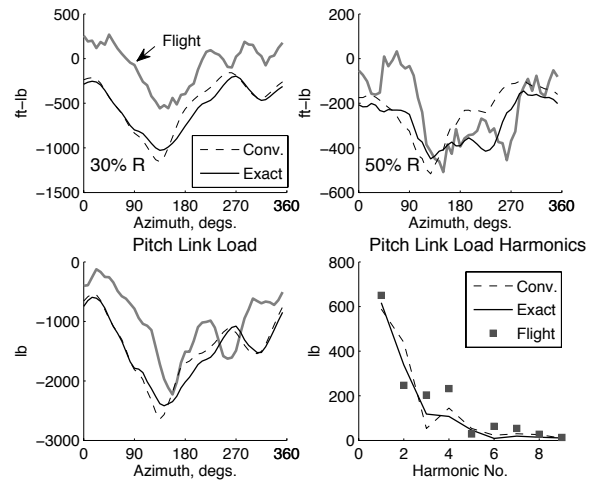 500
0
−500
−1000
−1500
ft−lb
Flight
30% R
Conv.
Exact
0 90 180 270 360
Azimuth, degs.
200
0
−200
−400
−600
ft−lb
50% R
0 90 180 270 360
Azimuth, degs.
Pitch Link Load
0
−1000
−2000
−3000
lb
0 90 180 270 360
Azimuth, degs.
Pitch Link Load Harmonics
800
600
400
200
0
lb
Conv.
Exact
Flight
0 2 4 6 8
Harmonic No.